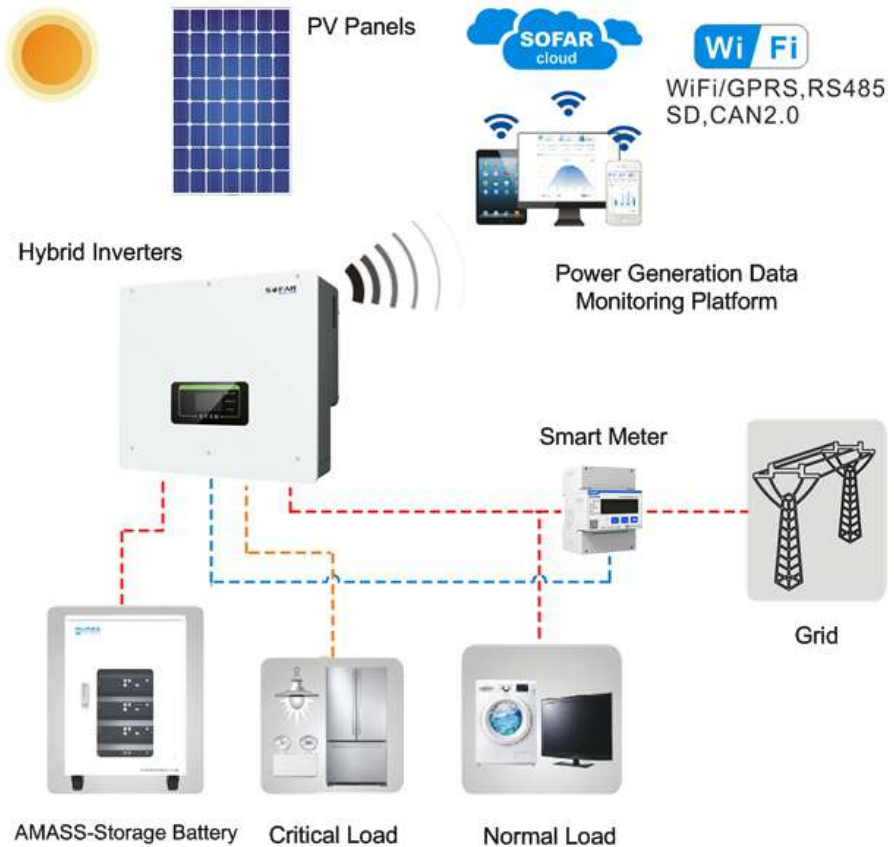 PV Panels
SOFAR
cloud
Wi Fi
WiFi/GPRS,RS485
SD,CAN2.0
Hybrid Inverters
SOFAR
Power Generation Data
Monitoring Platform
Smart Meter
Grid
AMASS-Storage Battery
Critical Load
Normal Load